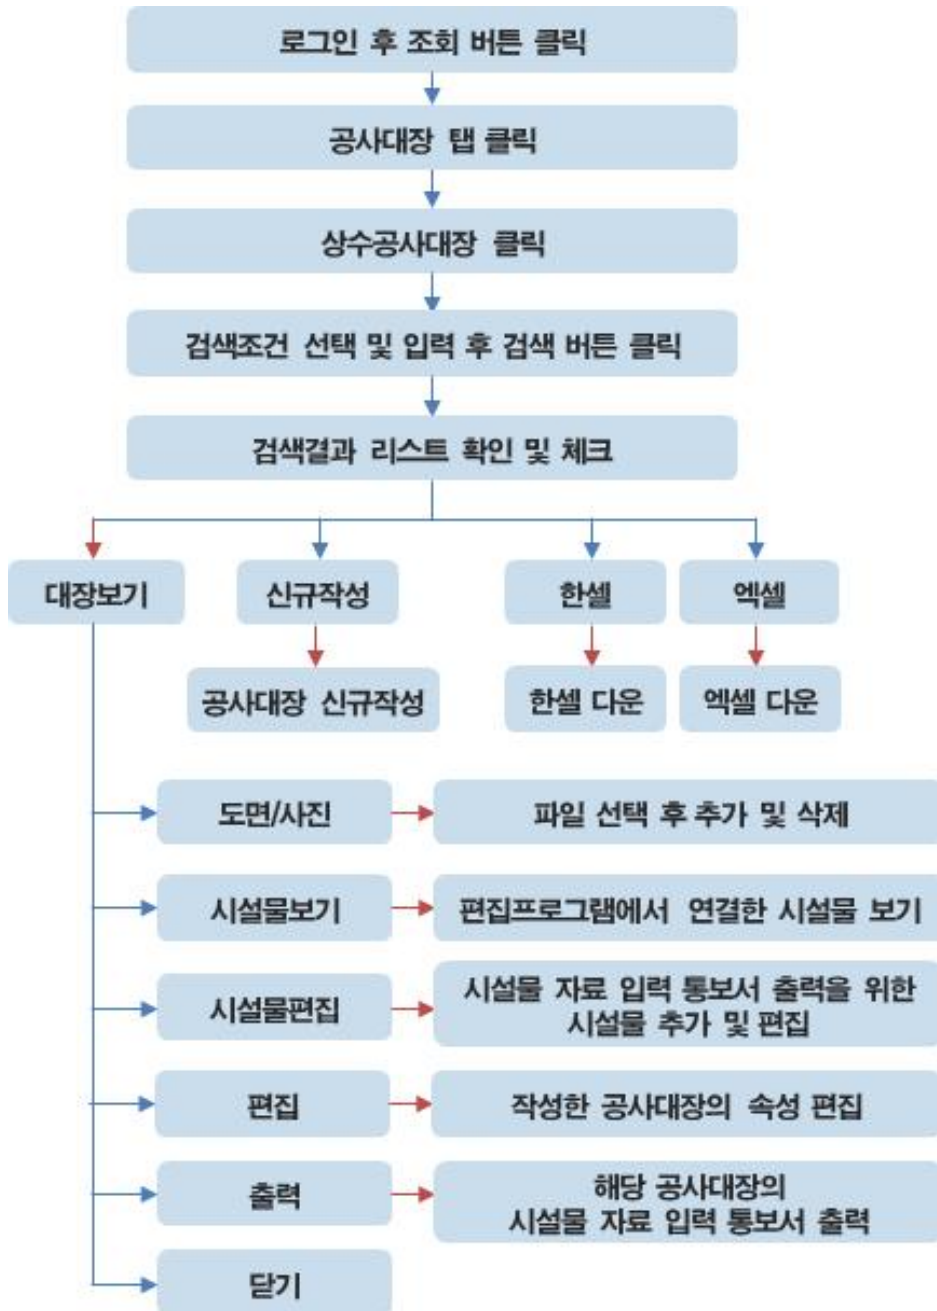 로그인 후 조회 버튼 클릭
공사대장 탭 클릭
상수공사대장 클릭
검색조건 선택 및 입력 후 검색 버튼 클릭
검색결과 리스트 확인 및 체크
대장보기
신규작성
한셀
엑셀
공사대장 신규작성
한셀 다운
엑셀 다운
도면/사진
파일 선택 후 추가 및 삭제
시설물보기
편집프로그램에서 연결한 시설물 보기
시설물편집
시설물 자료 입력 통보서 출력을 위한
시설물 추가 및 편집
편집
작성한 공사대장의 속성 편집
출력
해당 공사대장의
시설물 자료 입력 통보서 출력
닫기